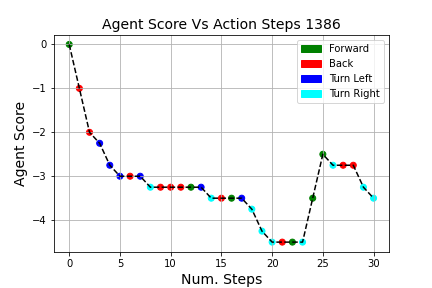 Agent Score Vs Action Steps 1386
Forward
Back
Turn Left
Turn Right
0
−1
−2
−3
−4
Agent Score
0 5 10 15 20 25 30
Num. Steps